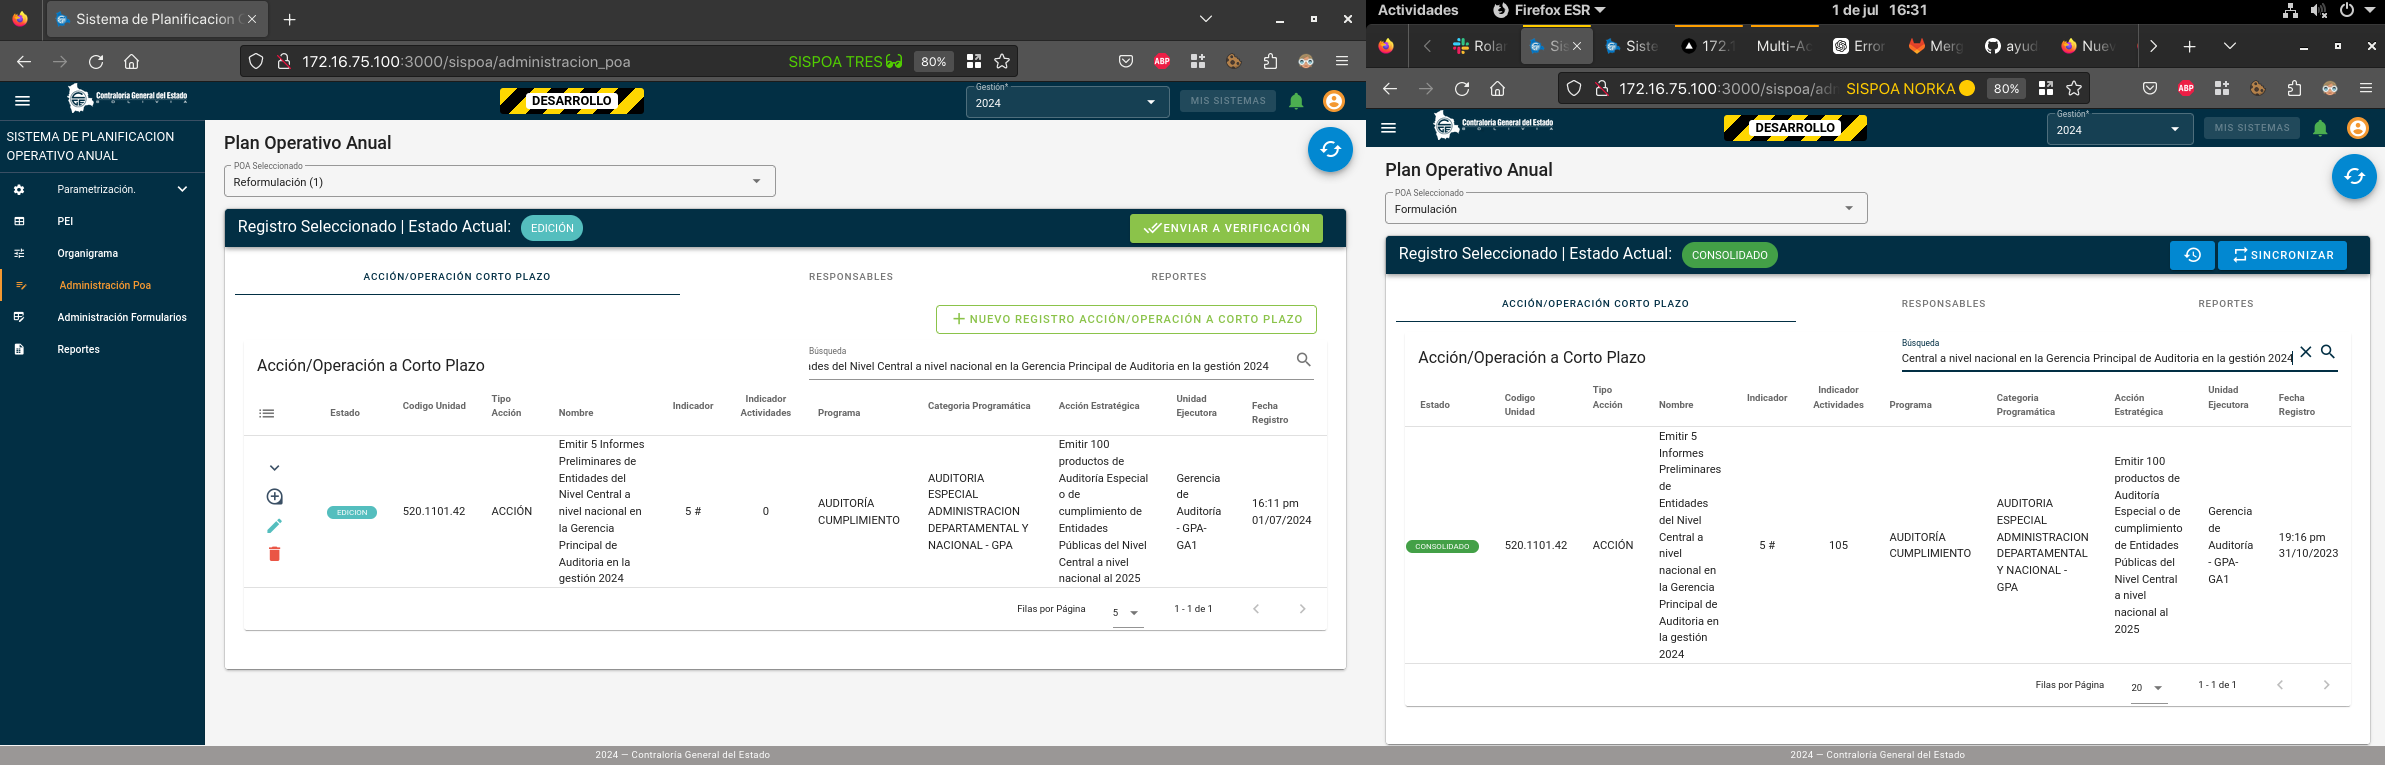 Sistema de Planificacion
172.16.75.100:3000/sispoa/administracion_poa
SISPOA TRES
80%
ABP
Contraloría General del Estado
BOLIVIA
DESARROLLO
Gestión*
2024
MIS SISTEMAS
SISTEMA DE PLANIFICACION
OPERATIVO ANUAL
Parametrización.
PEI
Organigrama
Administración Poa
Administración Formularios
Reportes
Plan Operativo Anual
POA Seleccionado
Reformulación (1)
Registro Seleccionado | Estado Actual:
EDICIÓN
ENVIAR A VERIFICACIÓN
ACCIÓN/OPERACIÓN CORTO PLAZO
RESPONSABLES
REPORTES
NUEVO REGISTRO ACCIÓN/OPERACIÓN A CORTO PLAZO
Acción/Operación a Corto Plazo
Búsqueda
ades del Nivel Central a nivel nacional en la Gerencia Principal de Auditoria en la gestión 2024
Estado
Codigo Unidad
Tipo
Acción
Nombre
Indicador
Indicador
Actividades
Programa
Categoria Programática
Acción Estratégica
Unidad
Ejecutora
Fecha
Registro
EDICION
520.1101.42
ACCIÓN
Emitir 5 Informes
Preliminares de
Entidades del
Nivel Central a
nivel nacional en
la Gerencia
Principal de
Auditoria en la
gestión 2024
5 #
0
AUDITORÍA
CUMPLIMIENTO
AUDITORIA
ESPECIAL
ADMINISTRACION
DEPARTAMENTAL Y
NACIONAL - GPA
Emitir 100
productos de
Auditoría Especial
o de
cumplimiento de
Entidades
Públicas del Nivel
Central a nivel
nacional al 2025
Gerencia
de
Auditoría
- GPA-
GA1
16:11 pm
01/07/2024
Filas por Página
5
1 - 1 de 1
2024 — Contraloría General del Estado
Actividades
Firefox ESR
1 de jul 16:31
Rolan
Sis
Siste
172.1
Multi-Ac
Error
Merg
ayud
Nuev
172.16.75.100:3000/sispoa/adm
SISPOA NORKA
80%
ABP
Contraloría General del Estado
BOLIVIA
DESARROLLO
Gestión*
2024
MIS SISTEMAS
Plan Operativo Anual
POA Seleccionado
Formulación
Registro Seleccionado | Estado Actual:
CONSOLIDADO
SINCRONIZAR
ACCIÓN/OPERACIÓN CORTO PLAZO
RESPONSABLES
REPORTES
Acción/Operación a Corto Plazo
Búsqueda
Central a nivel nacional en la Gerencia Principal de Auditoria en la gestión 2024
Estado
Codigo
Unidad
Tipo
Acción
Nombre
Indicador
Indicador
Actividades
Programa
Categoria
Programática
Acción
Estratégica
Unidad
Ejecutora
Fecha
Registro
CONSOLIDADO
520.1101.42
ACCIÓN
Emitir 5
Informes
Preliminares
de
Entidades
del Nivel
Central a
nivel
nacional en
la Gerencia
Principal de
Auditoria en
la gestión
2024
5 #
105
AUDITORÍA
CUMPLIMIENTO
AUDITORIA
ESPECIAL
ADMINISTRACION
DEPARTAMENTAL
Y NACIONAL -
GPA
Emitir 100
productos de
Auditoría
Especial o de
cumplimiento
de Entidades
Públicas del
Nivel Central
a nivel
nacional al
2025
Gerencia
de
Auditoría
- GPA-
GA1
19:16 pm
31/10/2023
Filas por Página
20
1 - 1 de 1
2024 — Contraloría General del Estado